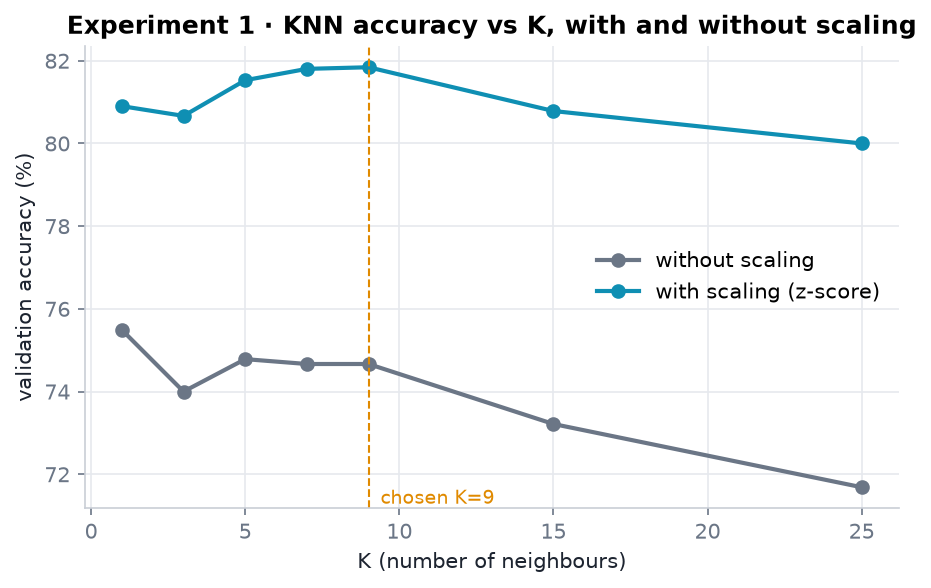 Experiment 1 · KNN accuracy vs K, with and without scaling
82
80
78
76
74
72
validation accuracy (%)
without scaling
with scaling (z-score)
chosen K=9
0 5 10 15 20 25
K (number of neighbours)